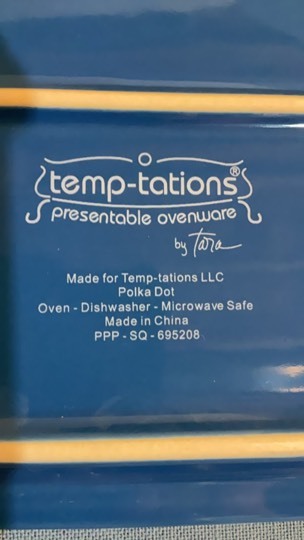 temp-tations®
presentable ovenware
by Tara
Made for Temp-tations LLC
Polka Dot
Oven - Dishwasher - Microwave Safe
Made in China
PPP - SQ - 695208